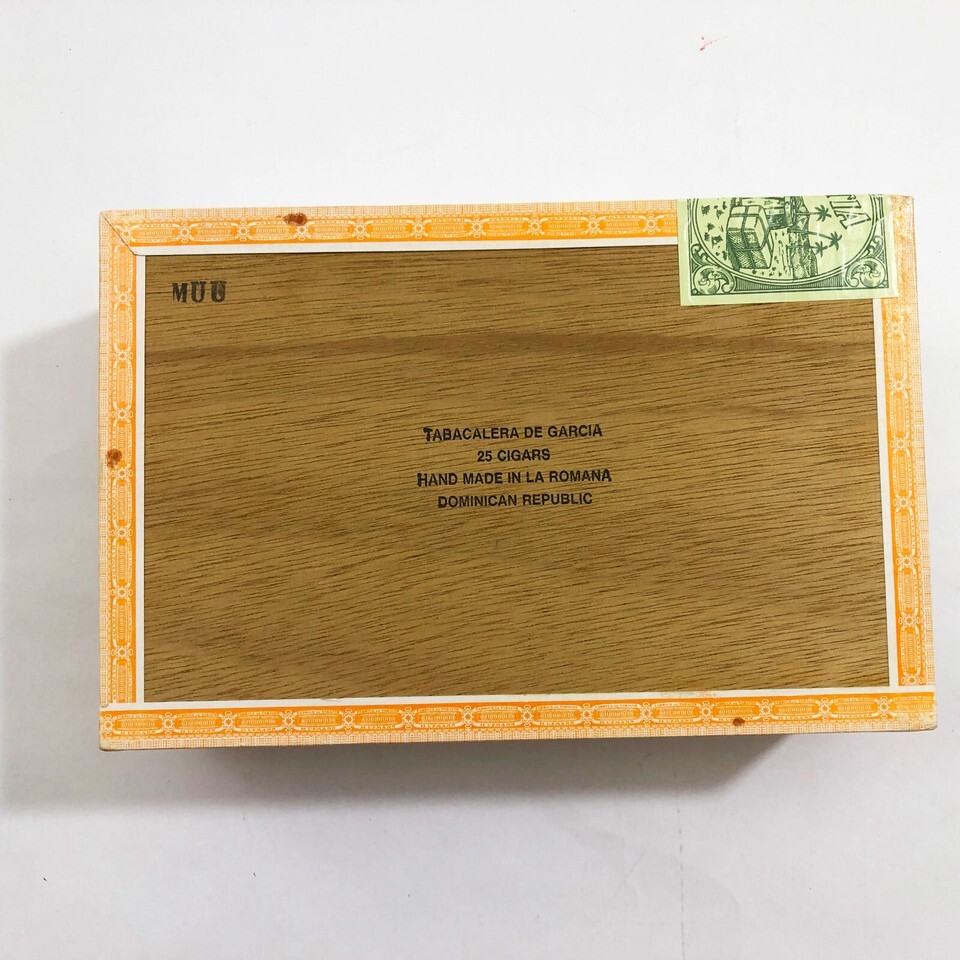 MUU
TABACALERA DE GARCIA
25 CIGARS
HAND MADE IN LA ROMANA
DOMINICAN REPUBLIC